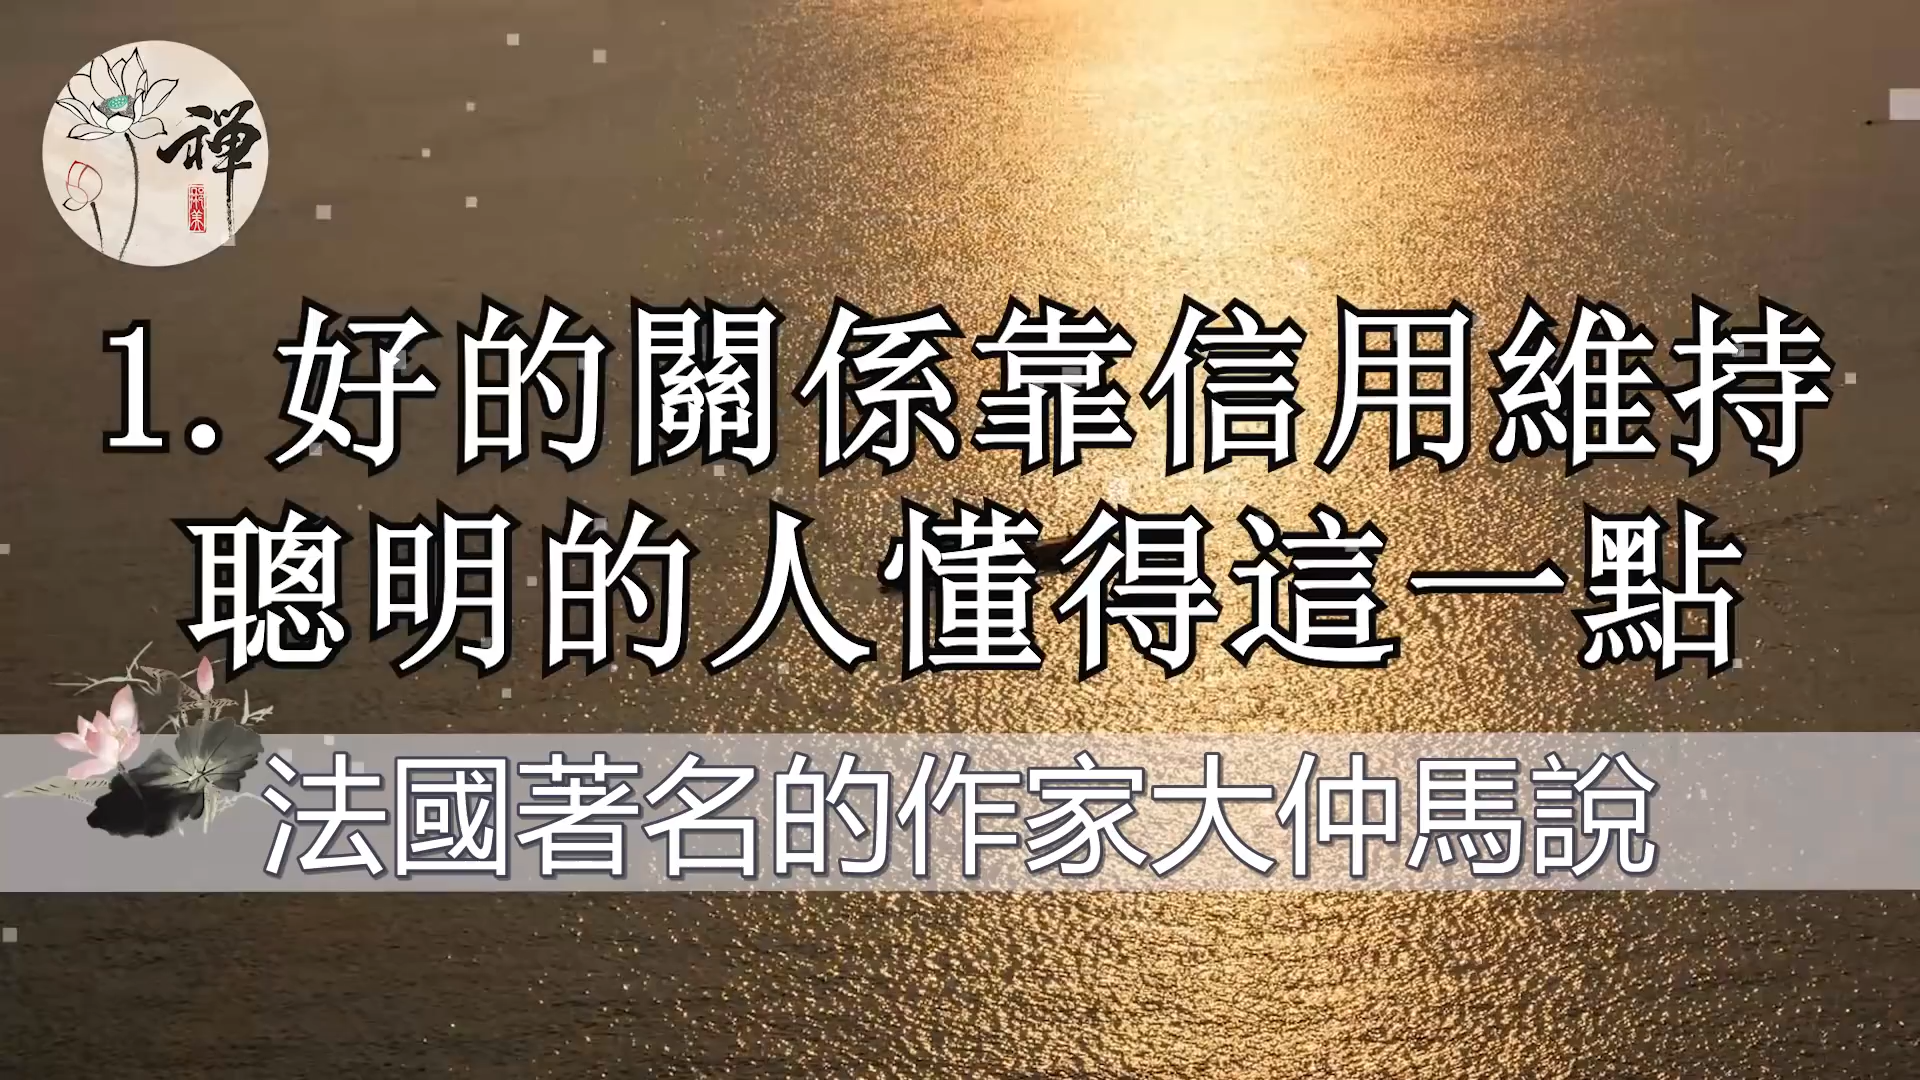 禪
1.好的關係靠信用維持
聰明的人懂得這一點
法國著名的作家大仲馬說